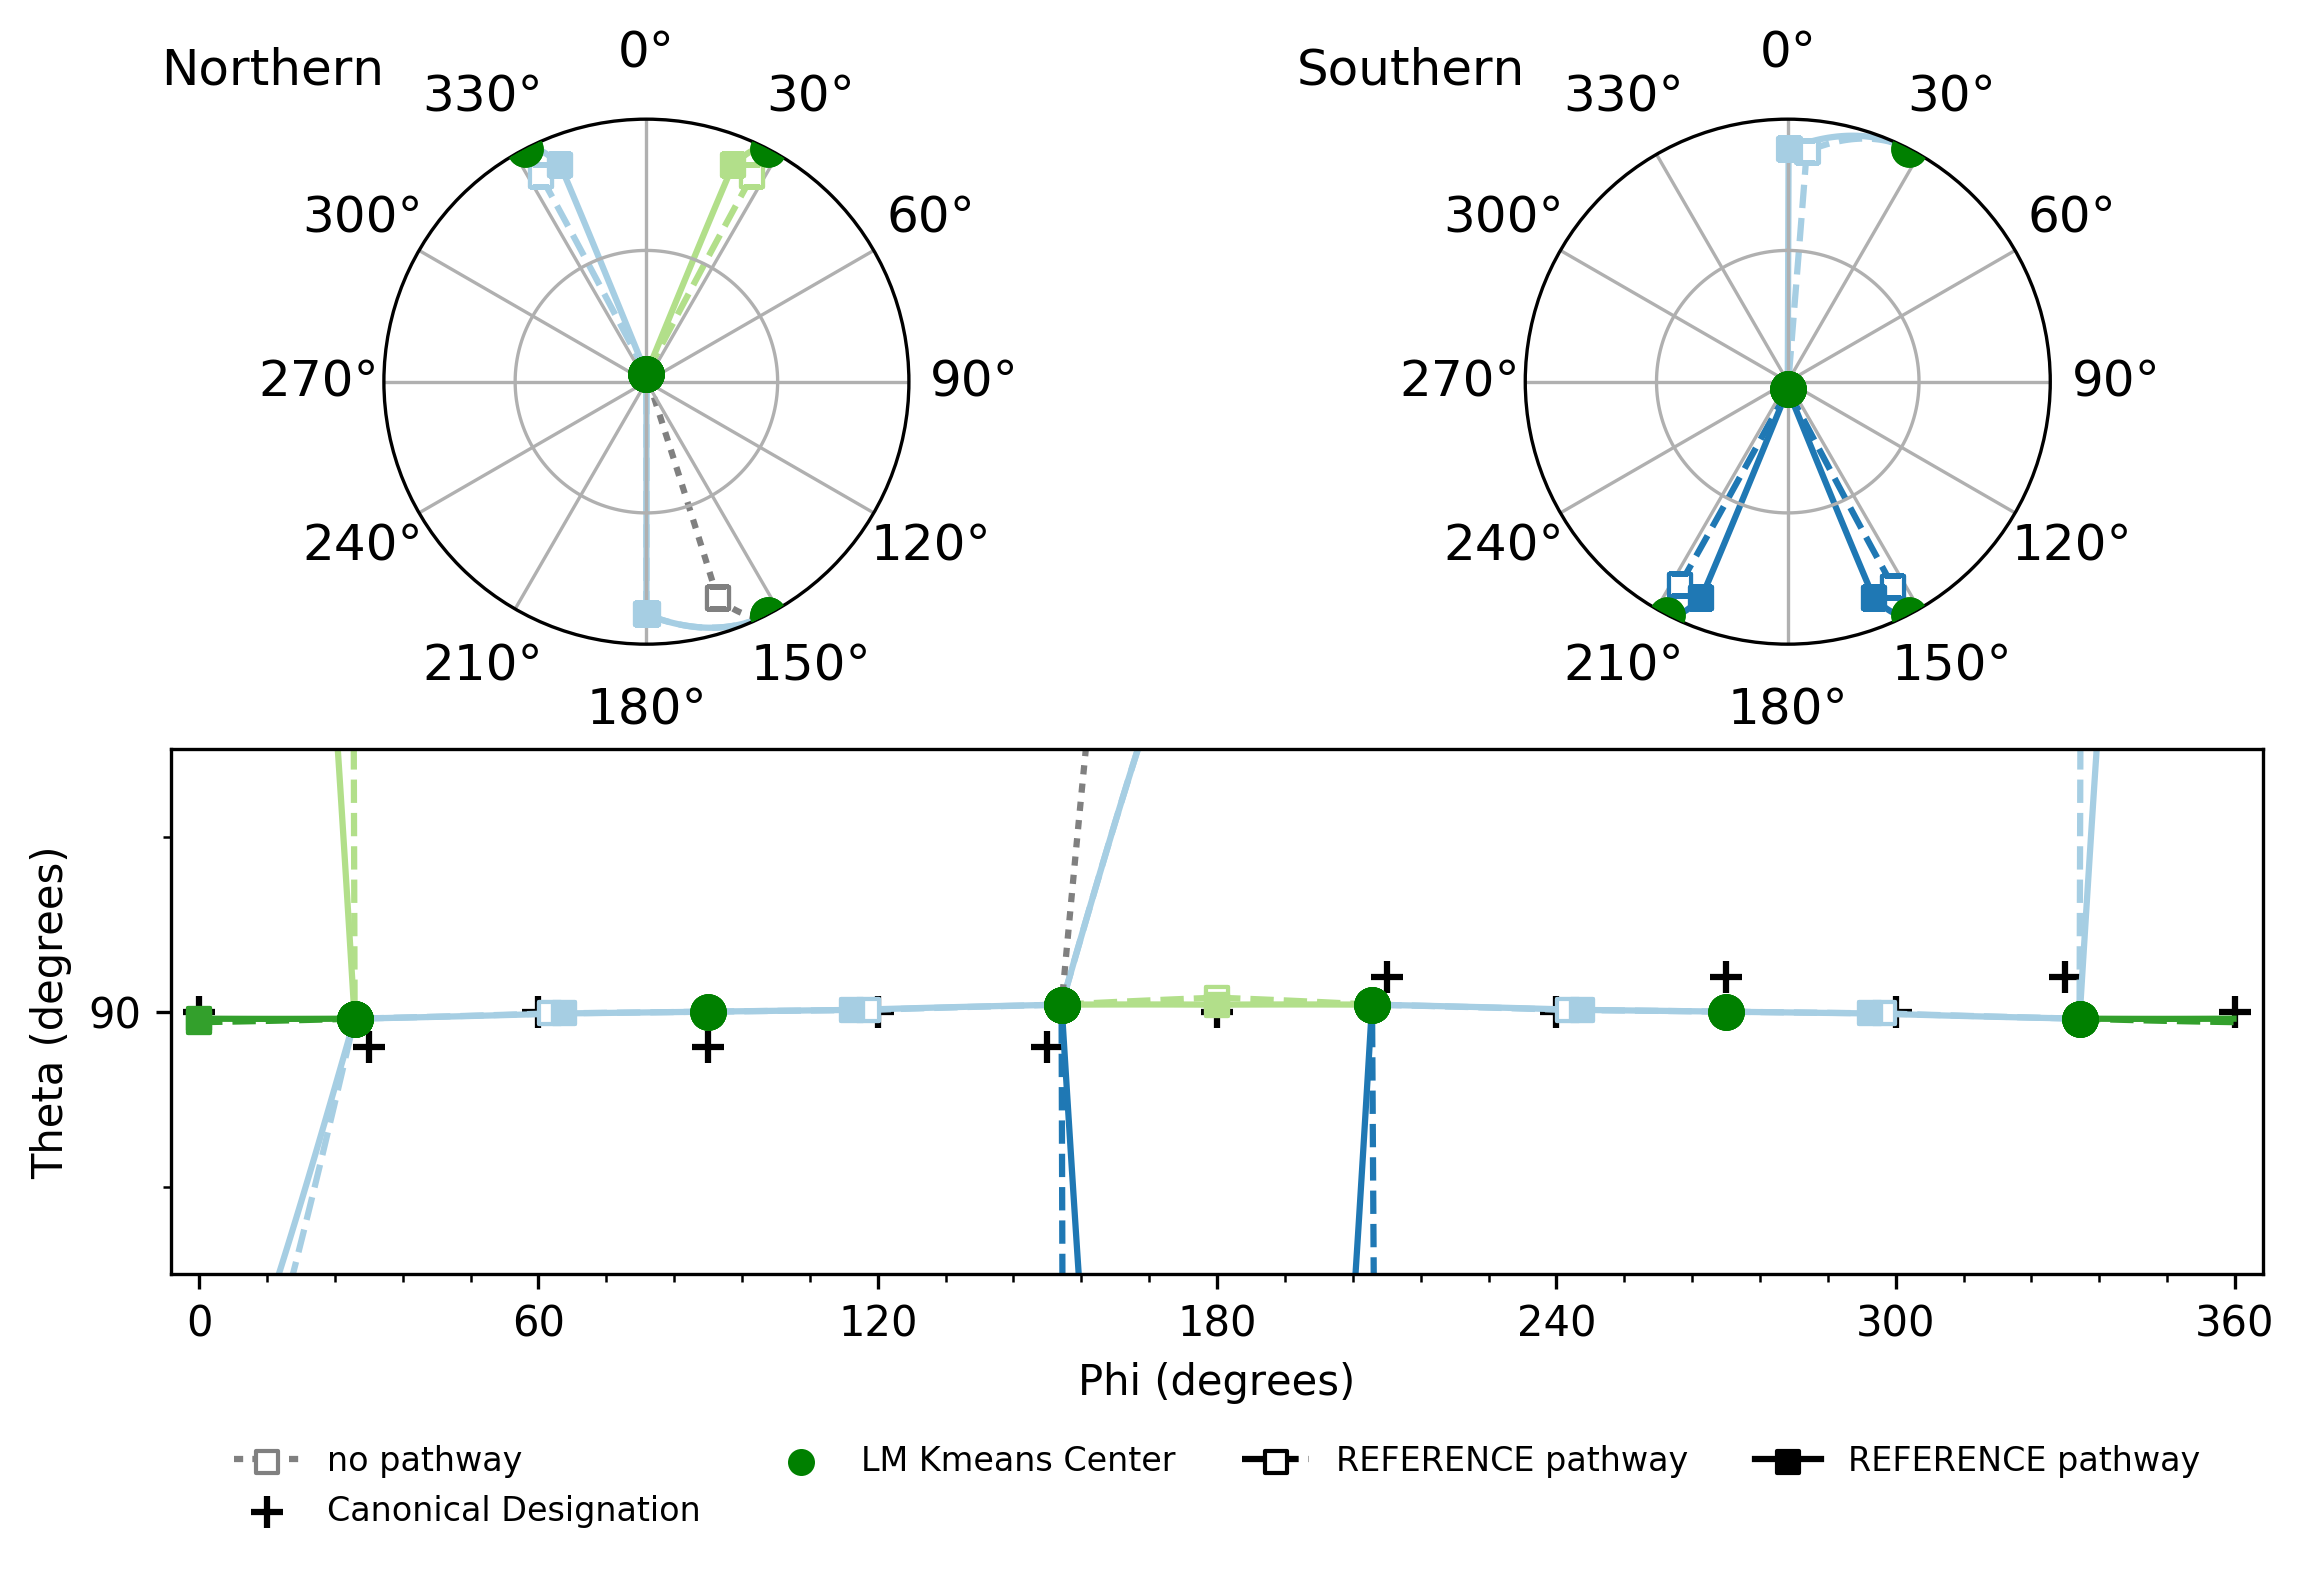 Northern
0°
30°
60°
90°
120°
150°
180°
210°
240°
270°
300°
330°
Southern
0°
30°
60°
90°
120°
150°
180°
210°
240°
270°
300°
330°
Theta (degrees)
90
0 60 120 180 240 300 360
Phi (degrees)
no pathway
Canonical Designation
LM Kmeans Center
REFERENCE pathway
REFERENCE pathway